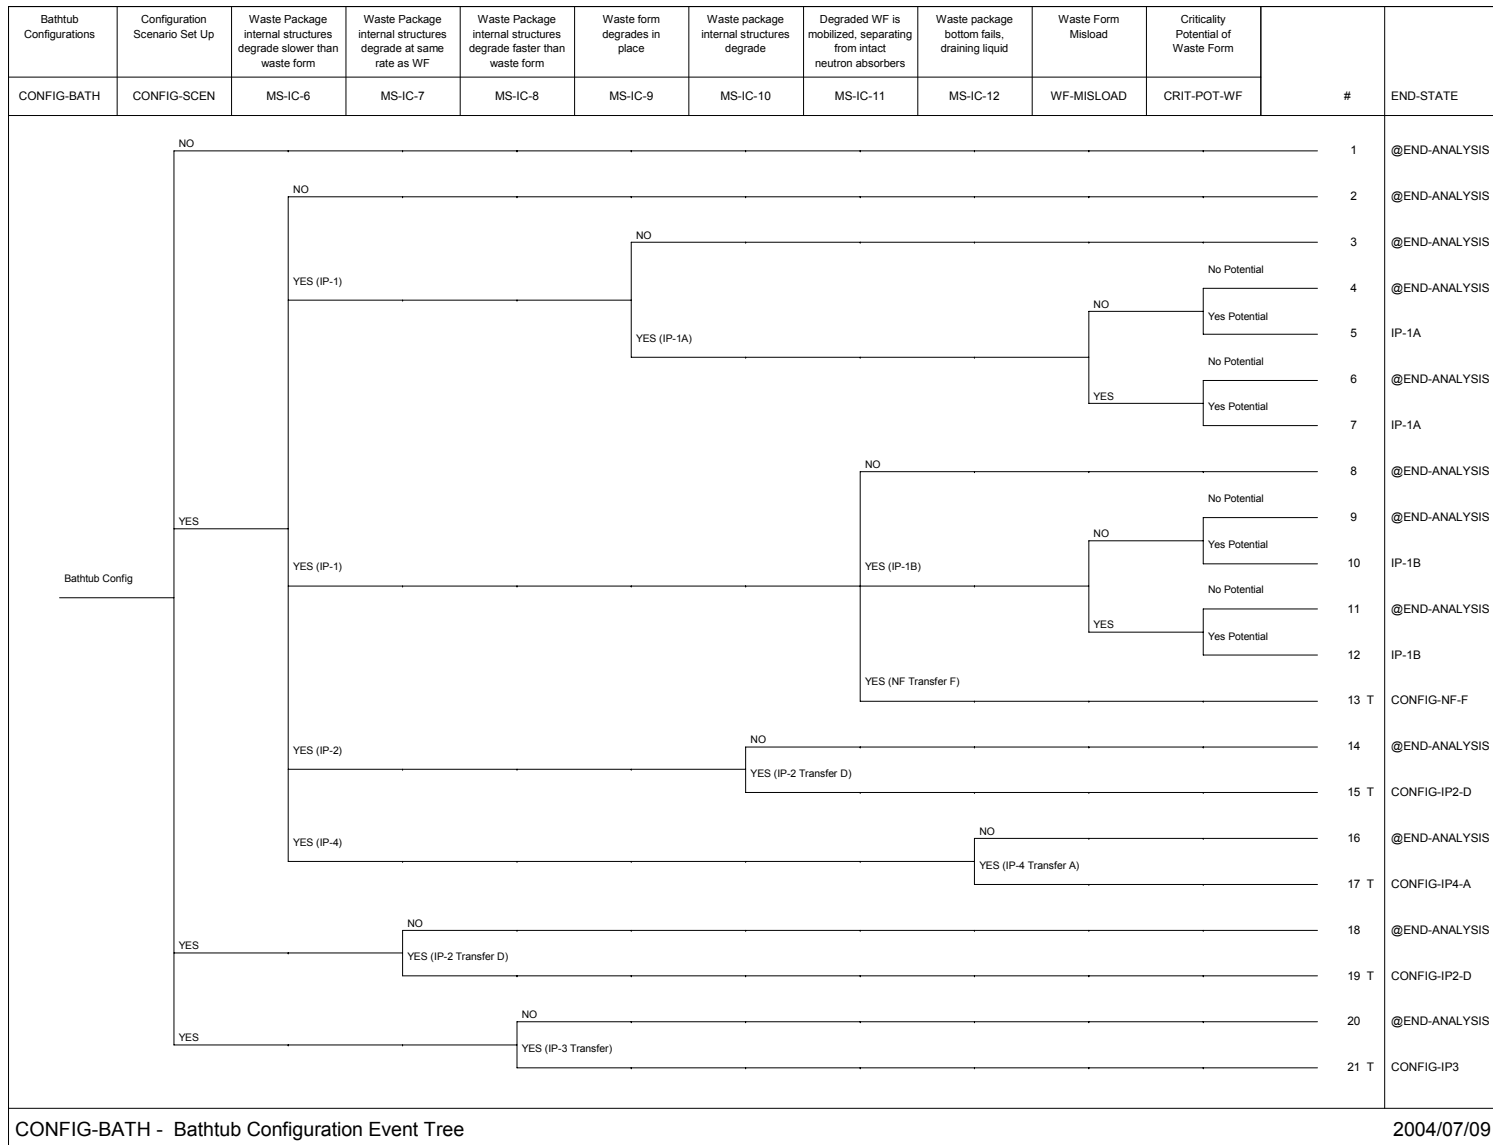 Bathtub
Configurations
Configuration
Scenario Set Up
Waste Package
internal structures
degrade slower than
waste form
Waste Package
internal structures
degrade at same
rate as WF
Waste Package
internal structures
degrade faster than
waste form
Waste form
degrades in
place
Waste package
internal structures
degrade
Degraded WF is
mobilized, separating
from intact
neutron absorbers
Waste package
bottom fails,
draining liquid
Waste Form
Misload
Criticality
Potential of
Waste Form
CONFIG-BATH CONFIG-SCEN MS-IC-6 MS-IC-7 MS-IC-8 MS-IC-9 MS-IC-10 MS-IC-11 MS-IC-12 WF-MISLOAD CRIT-POT-WF # END-STATE
NO
1 @END-ANALYSIS
NO
2 @END-ANALYSIS
NO
3 @END-ANALYSIS
No Potential
YES (IP-1)
4 @END-ANALYSIS
NO
Yes Potential
5 IP-1A
YES (IP-1A)
No Potential
6 @END-ANALYSIS
YES
Yes Potential
7 IP-1A
NO
8 @END-ANALYSIS
No Potential
YES
9 @END-ANALYSIS
NO
Yes Potential
10 IP-1B
YES (IP-1)
YES (IP-1B)
Bathtub Config
No Potential
11 @END-ANALYSIS
YES
Yes Potential
12 IP-1B
YES (NF Transfer F)
13 T CONFIG-NF-F
NO
14 @END-ANALYSIS
YES (IP-2)
YES (IP-2 Transfer D)
15 T CONFIG-IP2-D
NO
16 @END-ANALYSIS
YES (IP-4)
YES (IP-4 Transfer A)
17 T CONFIG-IP4-A
NO
18 @END-ANALYSIS
YES
YES (IP-2 Transfer D)
19 T CONFIG-IP2-D
NO
20 @END-ANALYSIS
YES
YES (IP-3 Transfer)
21 T CONFIG-IP3
CONFIG-BATH - Bathtub Configuration Event Tree 2004/07/09